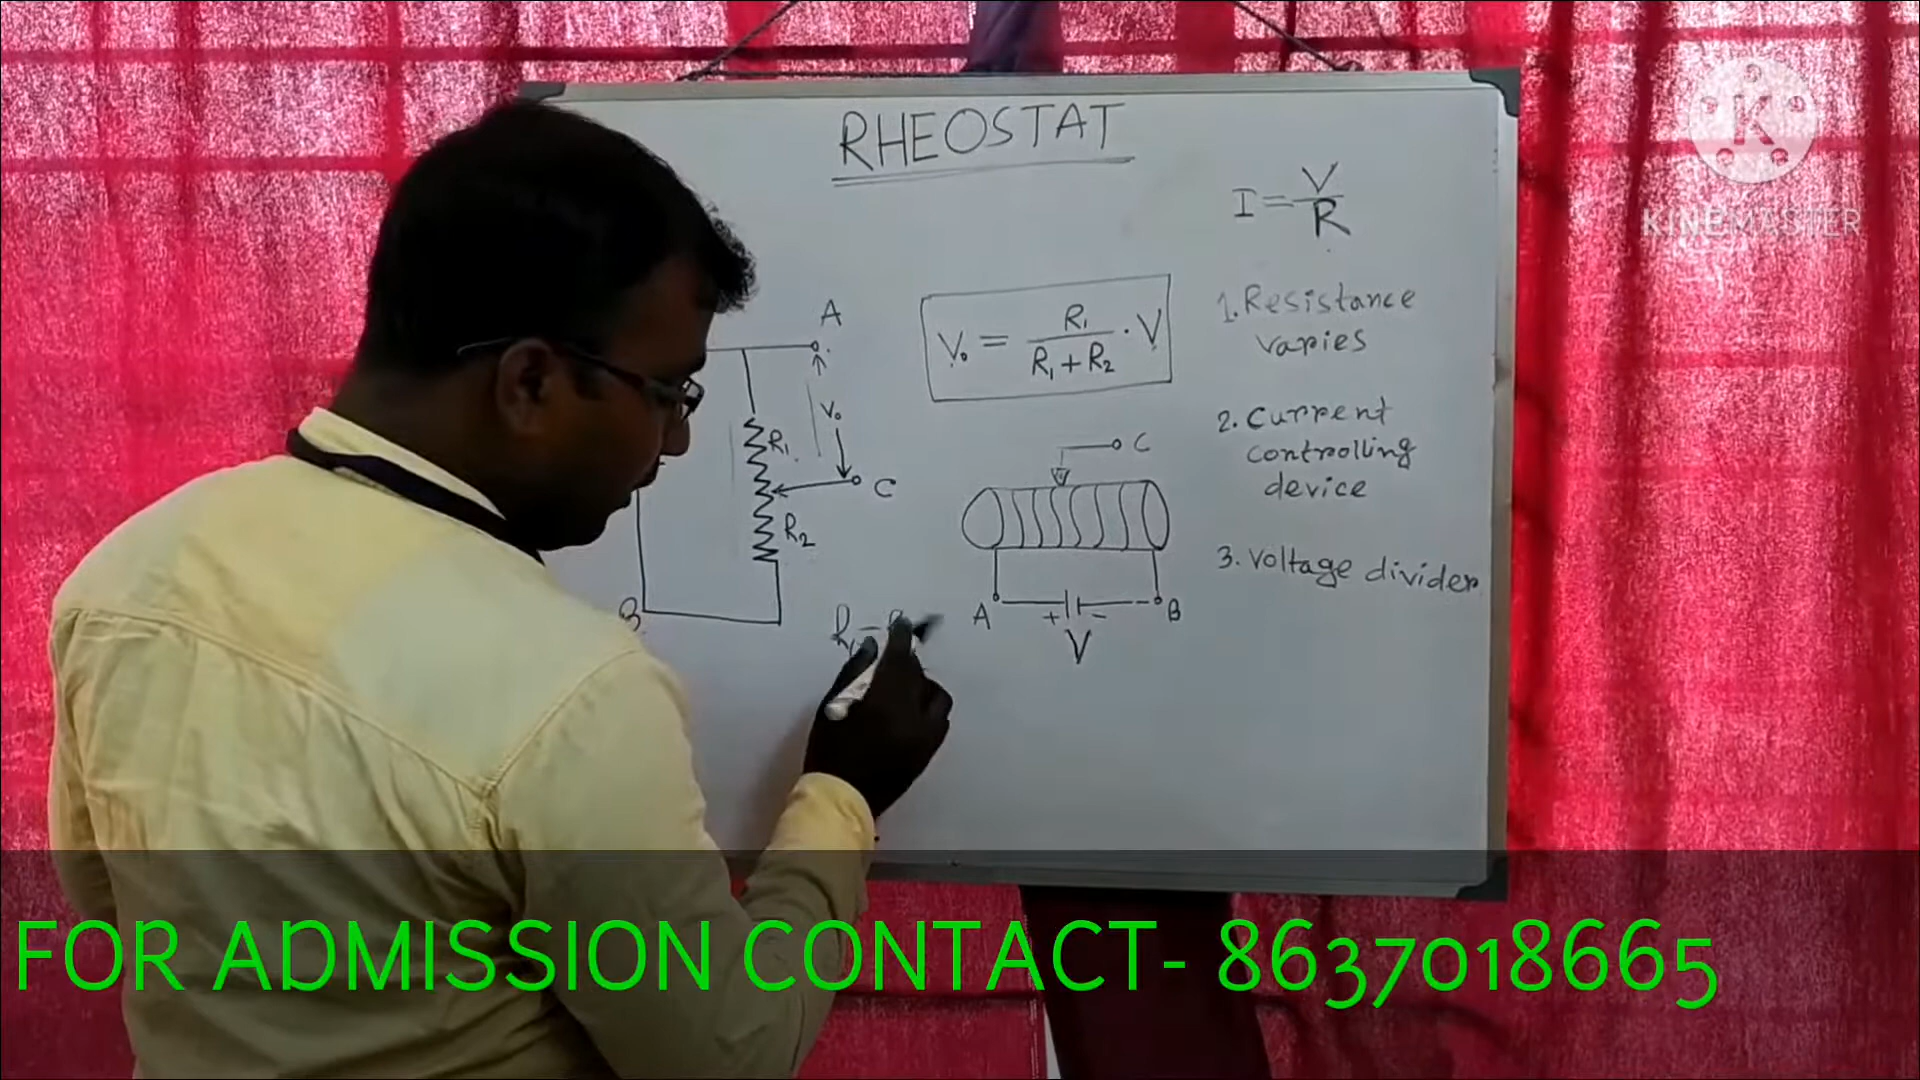 RHEOSTAT
K
KINEMASTER
I = V/R
A
V₀ = R₁/(R₁ + R₂) · V
1. Resistance
varies
V₀
R₁
C
2. Current
controlling
device
C
R₂
3. Voltage divider
B
R₁ =
A
+
-
B
V
FOR ADMISSION CONTACT- 8637018665